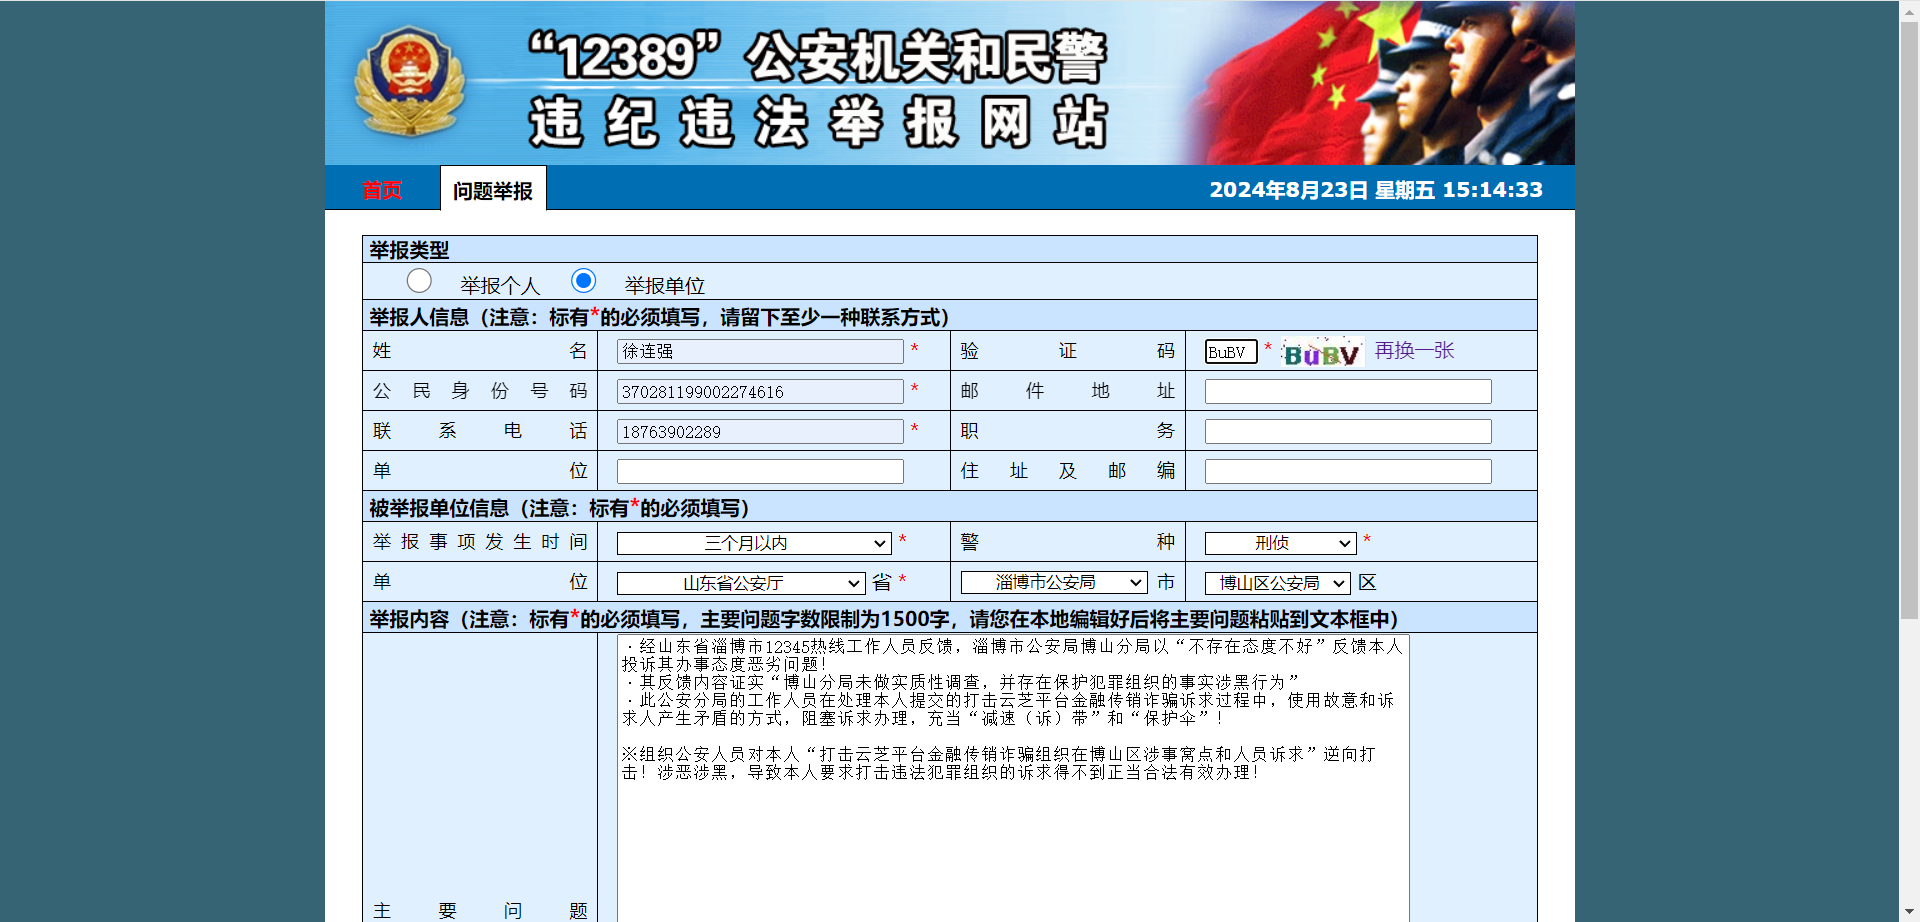 “12389”公安机关和民警
违纪违法举报网站
首页 问题举报 2024年8月23日 星期五 15:14:33
举报类型
举报个人 举报单位
举报人信息（注意：标有*的必须填写，请留下至少一种联系方式）
姓名 徐连强 * 验证码 BuBV * BuBV 再换一张
公民身份号码 370281199002274616 * 邮件地址
联系电话 18763902289 * 职务
单位 住址及邮编
被举报单位信息（注意：标有*的必须填写）
举报事项发生时间 三个月以内 * 警种 刑侦 *
单位 山东省公安厅 省 * 淄博市公安局 市 博山区公安局 区
举报内容（注意：标有*的必须填写，主要问题字数限制为1500字，请您在本地编辑好后将主要问题粘贴到文本框中）
· 经山东省淄博市12345热线工作人员反馈，淄博市公安局博山分局以“不存在态度不好”反馈本人
投诉其办事态度恶劣问题！
· 其反馈内容证实“博山分局未做实质性调查，并存在保护犯罪组织的事实涉黑行为”
· 此公安分局的工作人员在处理本人提交的打击云芝平台金融传销诈骗诉求过程中，使用故意和诉
求人产生矛盾的方式，阻塞诉求办理，充当“减速（诉）带”和“保护伞”！
※组织公安人员对本人“打击云芝平台金融传销诈骗组织在博山区涉事窝点和人员诉求”逆向打
击！涉恶涉黑，导致本人要求打击违法犯罪组织的诉求得不到正当合法有效办理！
主要问题